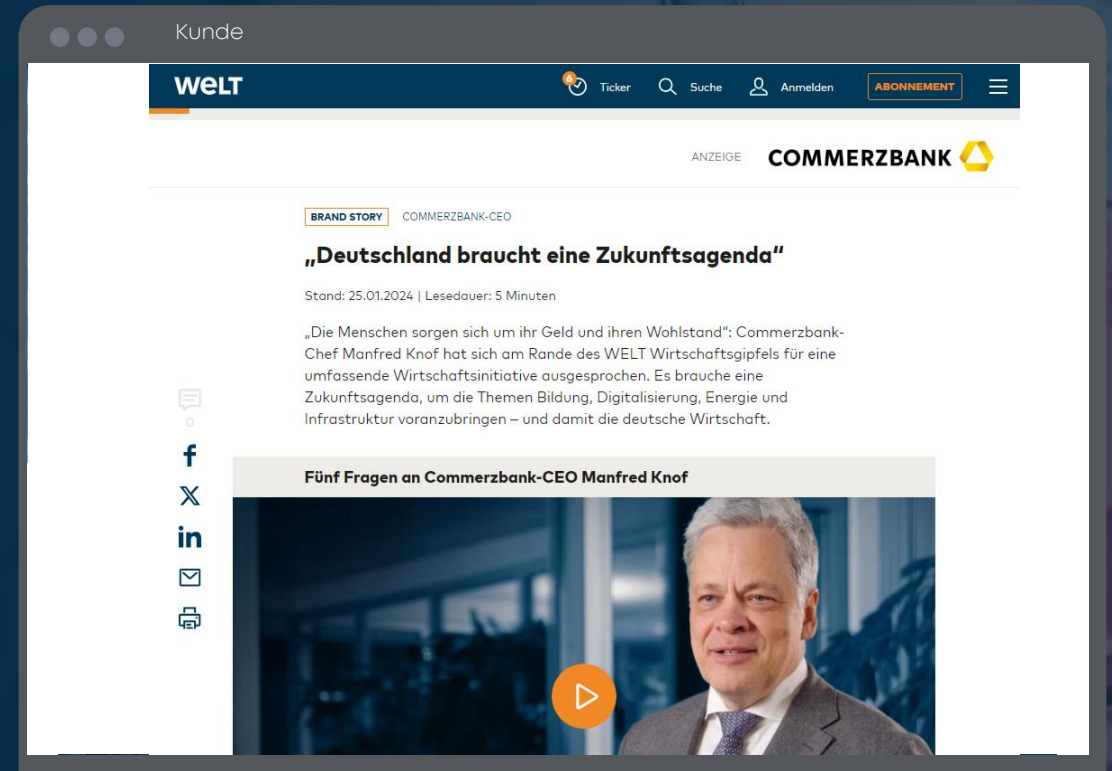 Kunde
WELT
6
Ticker
Suche
Anmelden
ABONNEMENT
ANZEIGE
COMMERZBANK
BRAND STORY
COMMERZBANK-CEO
„Deutschland braucht eine Zukunftsagenda“
Stand: 25.01.2024 | Lesedauer: 5 Minuten
„Die Menschen sorgen sich um ihr Geld und ihren Wohlstand“: Commerzbank-
Chef Manfred Knof hat sich am Rande des WELT Wirtschaftsgipfels für eine
umfassende Wirtschaftsinitiative ausgesprochen. Es brauche eine
Zukunftsagenda, um die Themen Bildung, Digitalisierung, Energie und
Infrastruktur voranzubringen – und damit die deutsche Wirtschaft.
0
Fünf Fragen an Commerzbank-CEO Manfred Knof